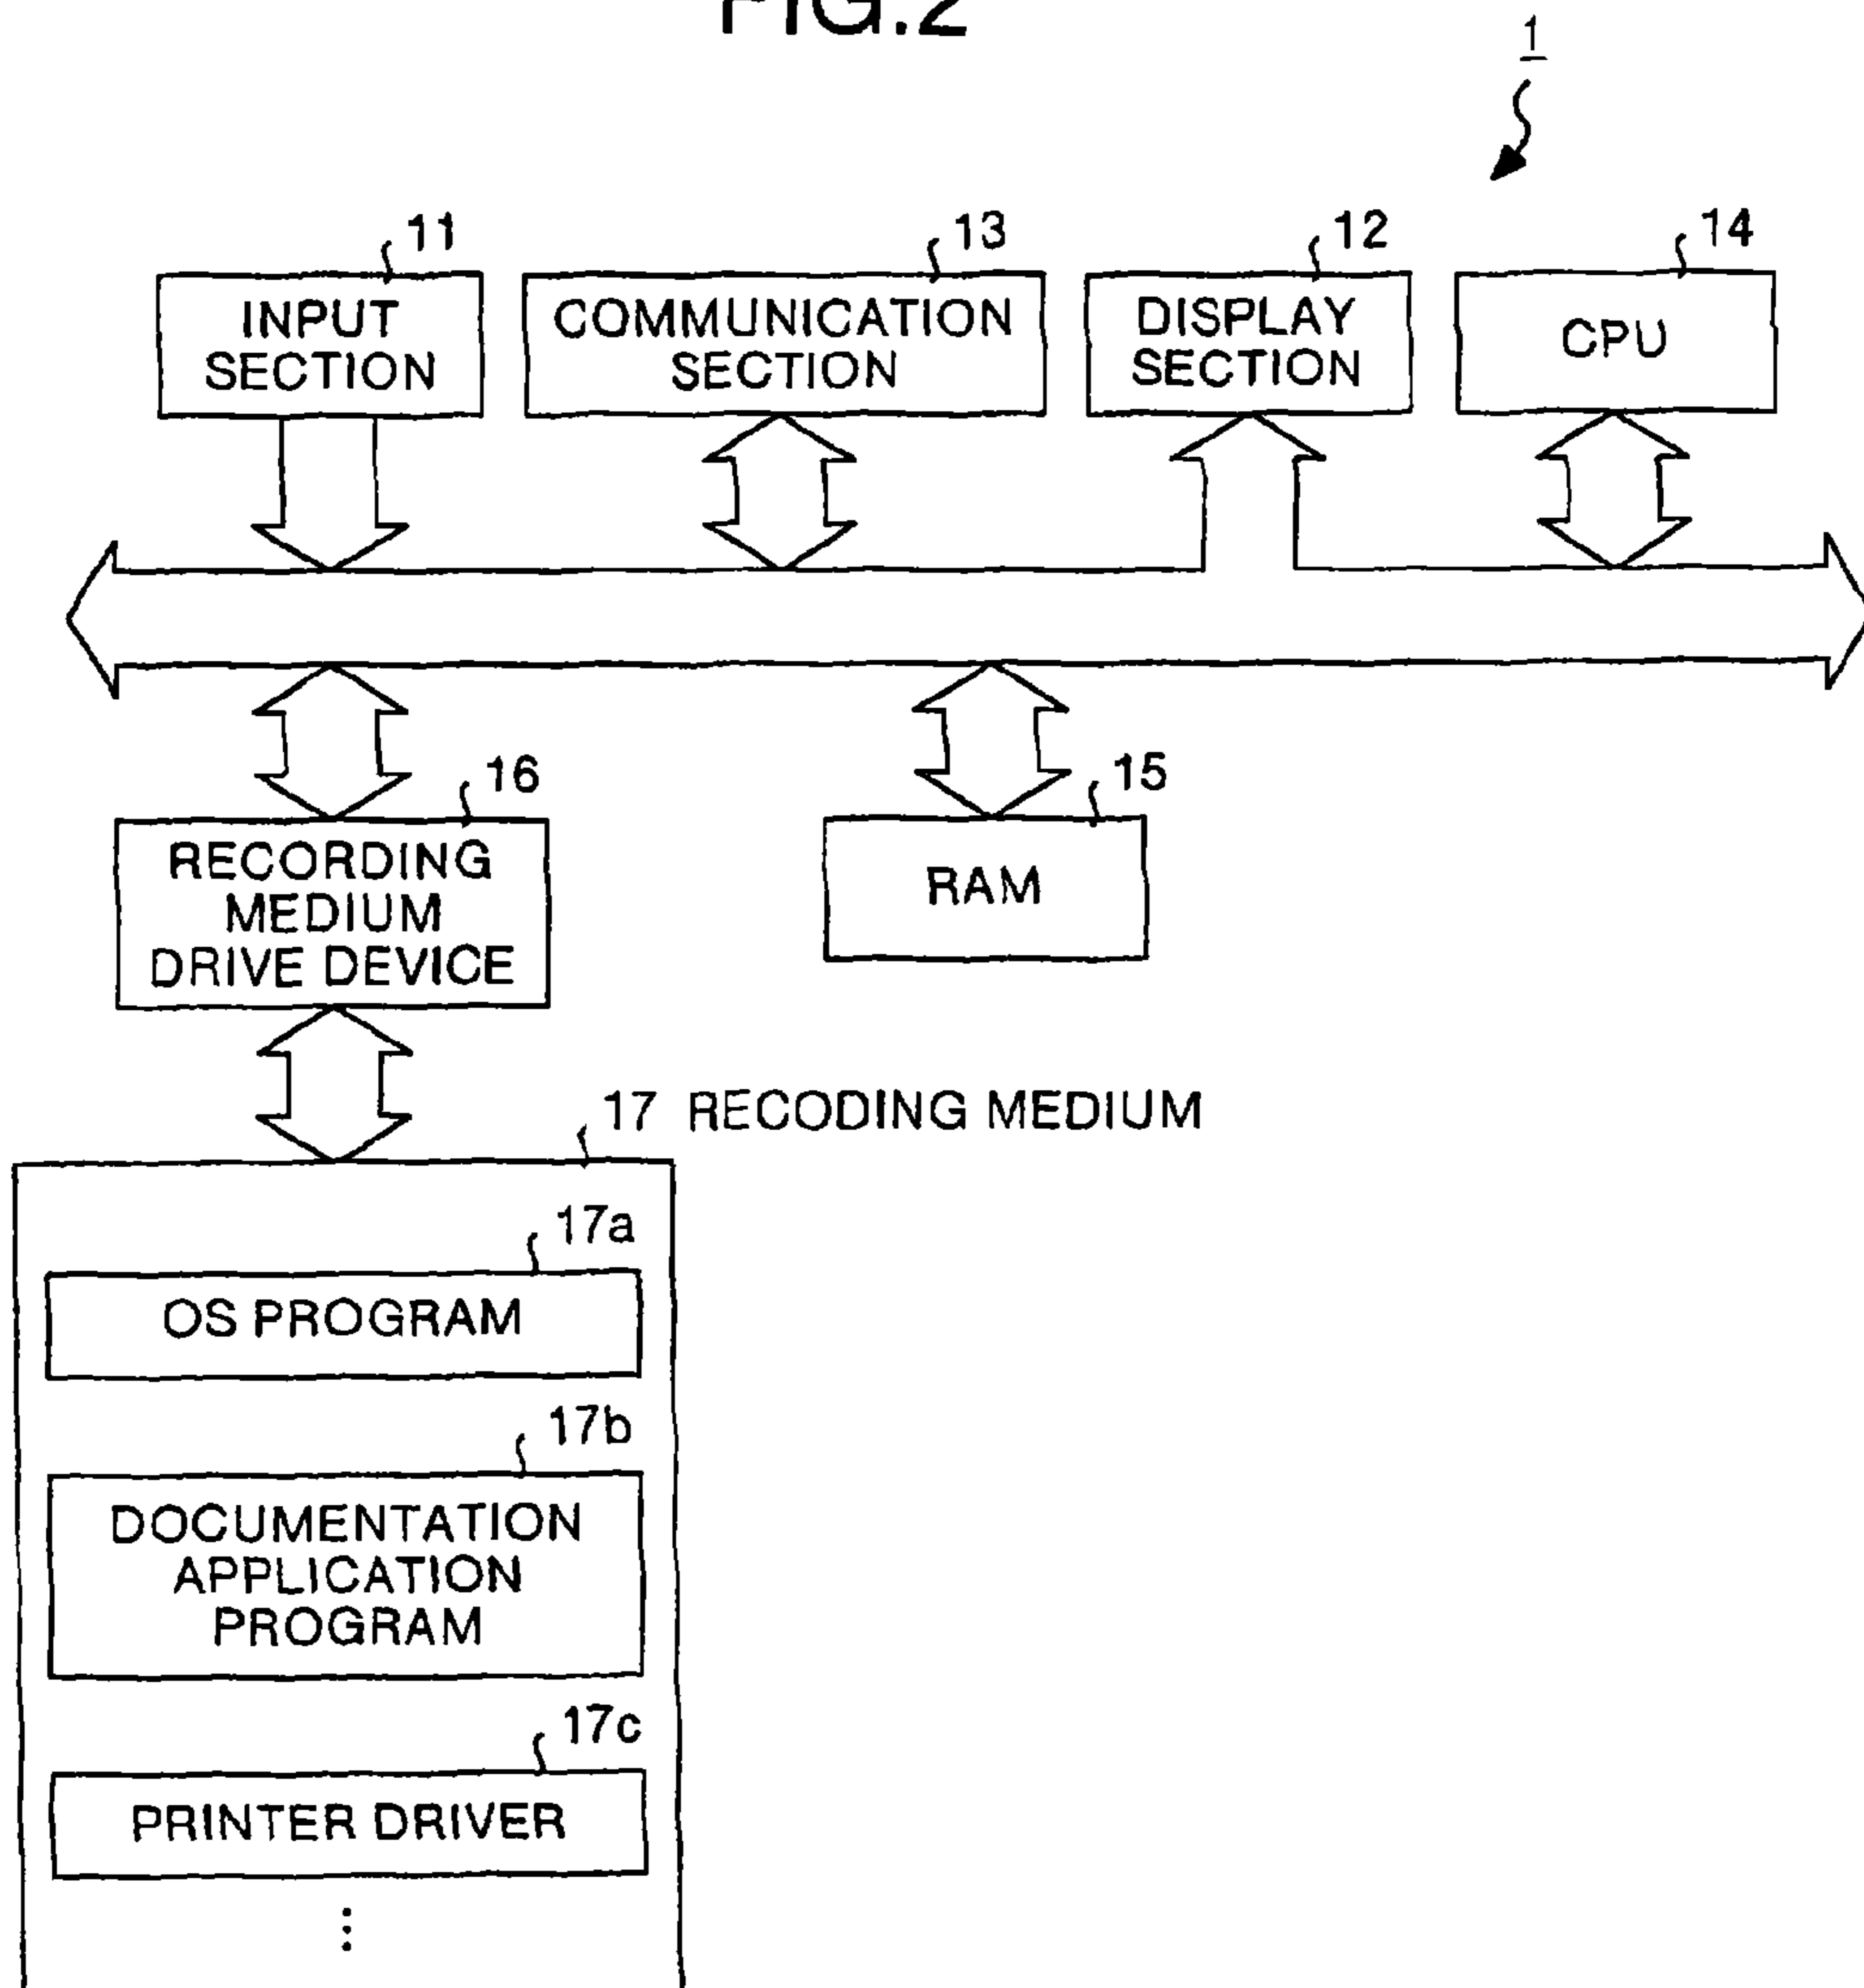 FIG.2
1
11
13
12
14
INPUT
SECTION
COMMUNICATION
SECTION
DISPLAY
SECTION
CPU
16
15
RECORDING
MEDIUM
DRIVE DEVICE
RAM
17 RECODING MEDIUM
17a
OS PROGRAM
17b
DOCUMENTATION
APPLICATION
PROGRAM
17c
PRINTER DRIVER